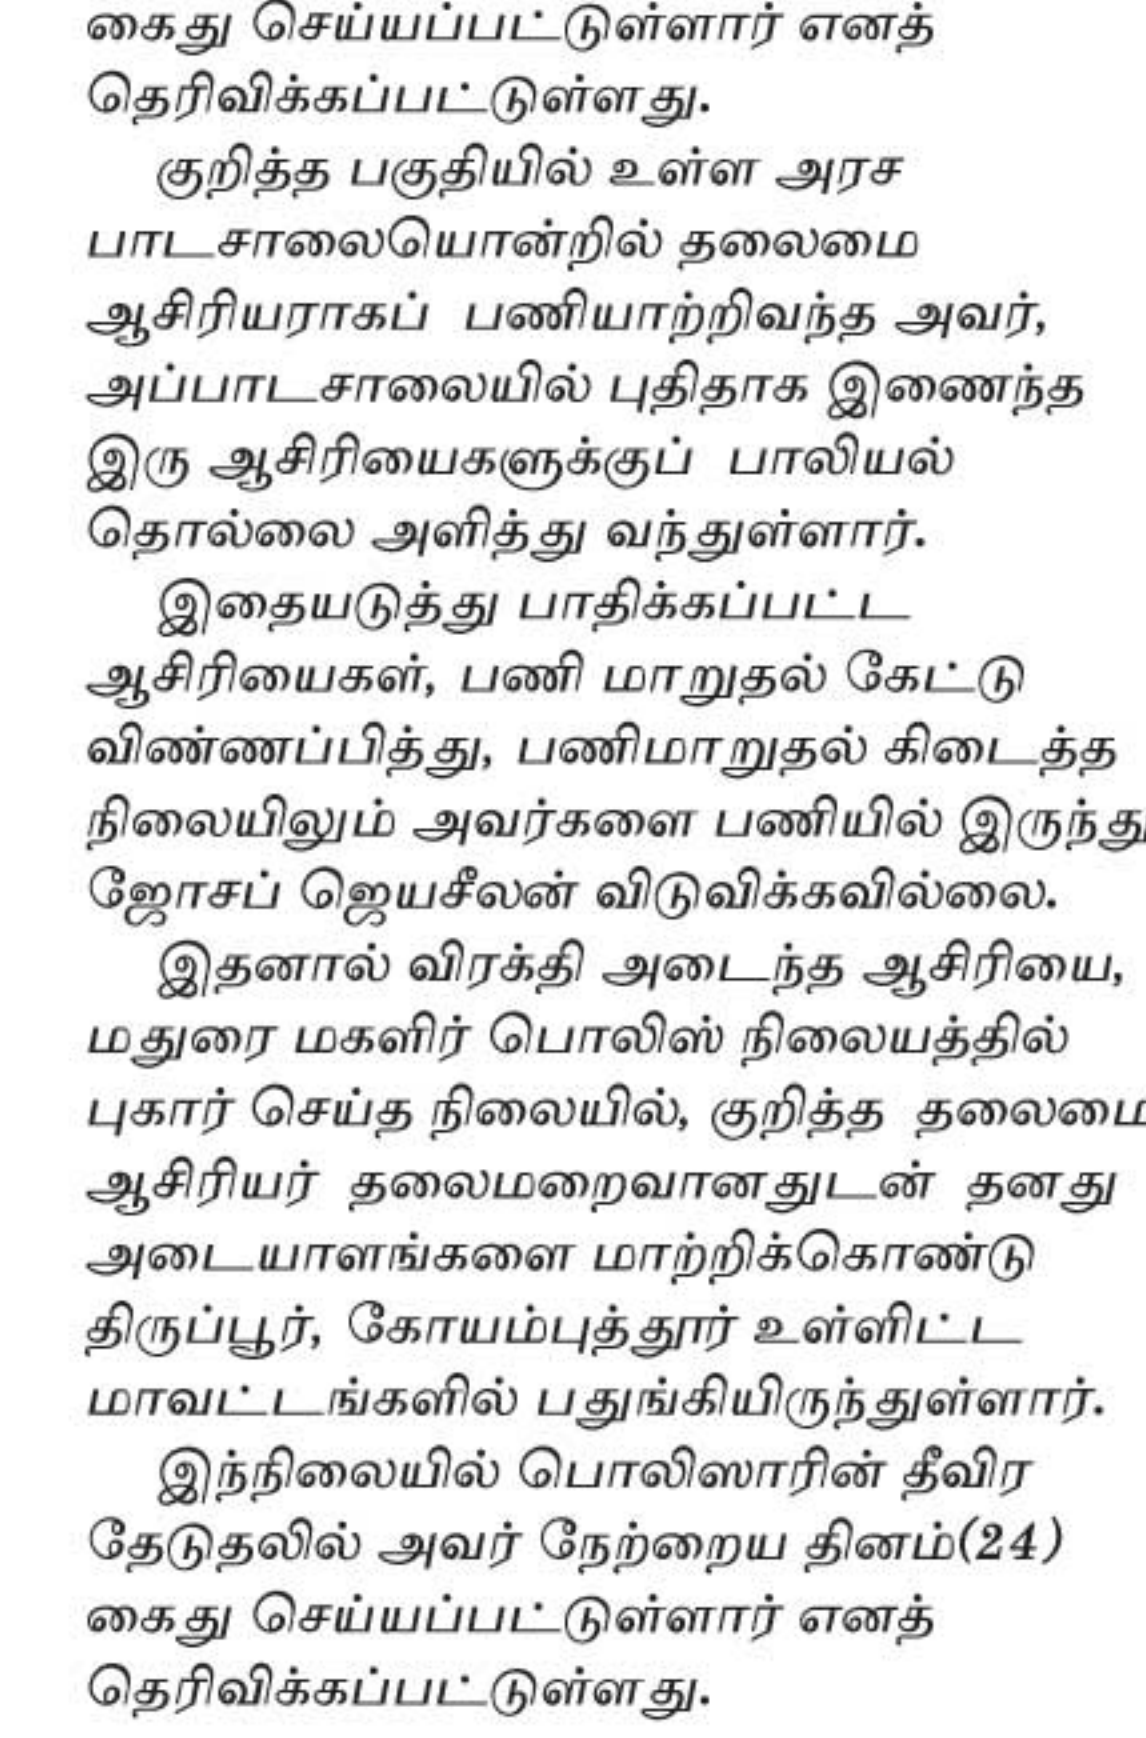 கைது செய்யப்பட்டுள்ளார் எனத்
தெரிவிக்கப்பட்டுள்ளது.
குறித்த பகுதியில் உள்ள அரச
பாடசாலையொன்றில் தலைமை
ஆசிரியராகப் பணியாற்றிவந்த அவர்,
அப்பாடசாலையில் புதிதாக இணைந்த
இரு ஆசிரியைகளுக்குப் பாலியல்
தொல்லை அளித்து வந்துள்ளார்.
இதையடுத்து பாதிக்கப்பட்ட
ஆசிரியைகள், பணி மாறுதல் கேட்டு
விண்ணப்பித்து, பணிமாறுதல் கிடைத்த
நிலையிலும் அவர்களை பணியில் இருந்து
ஜோசப் ஜெயசீலன் விடுவிக்கவில்லை.
இதனால் விரக்தி அடைந்த ஆசிரியை,
மதுரை மகளிர் பொலிஸ் நிலையத்தில்
புகார் செய்த நிலையில், குறித்த தலைமை
ஆசிரியர் தலைமறைவானதுடன் தனது
அடையாளங்களை மாற்றிக்கொண்டு
திருப்பூர், கோயம்புத்தூர் உள்ளிட்ட
மாவட்டங்களில் பதுங்கியிருந்துள்ளார்.
இந்நிலையில் பொலிஸாரின் தீவிர
தேடுதலில் அவர் நேற்றைய தினம்(24)
கைது செய்யப்பட்டுள்ளார் எனத்
தெரிவிக்கப்பட்டுள்ளது.